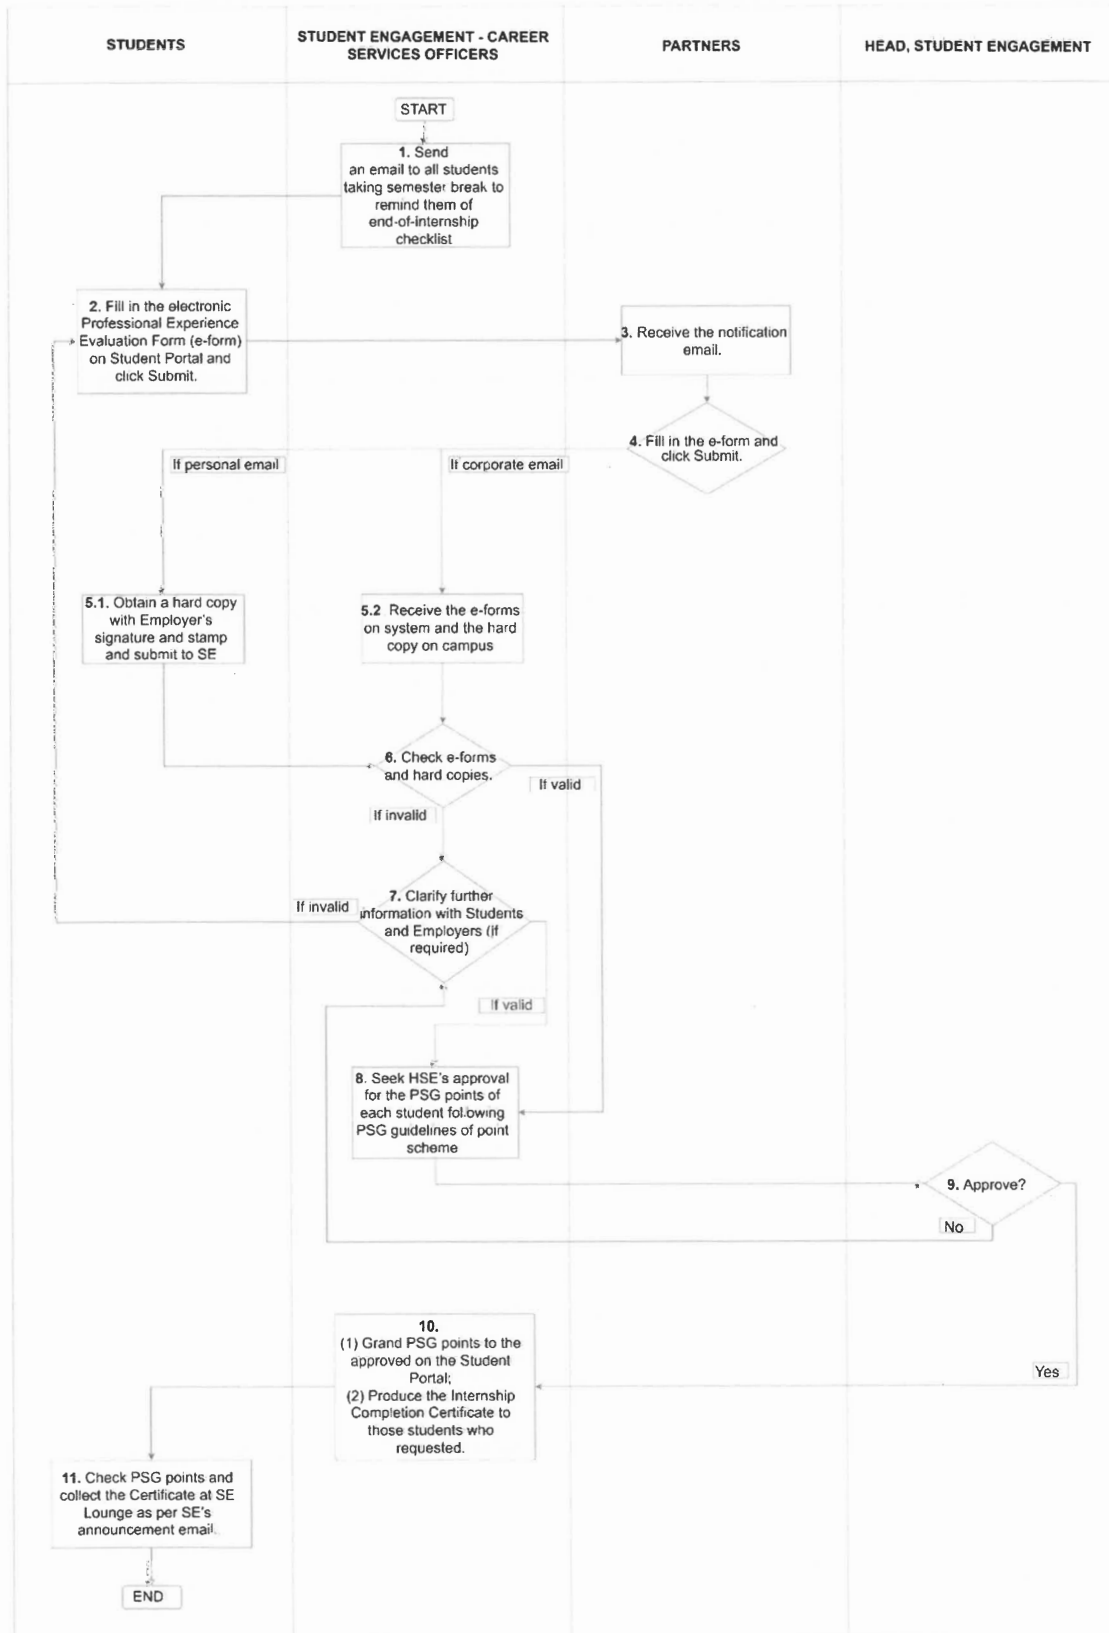 STUDENTS
STUDENT ENGAGEMENT - CAREER
SERVICES OFFICERS
PARTNERS
HEAD, STUDENT ENGAGEMENT
START
1. Send
an email to all students
taking semester break to
remind them of
end-of-internship
checklist
2. Fill in the electronic
Professional Experience
Evaluation Form (e-form)
on Student Portal and
click Submit.
3. Receive the notification
email.
4. Fill in the e-form and
click Submit.
If personal email
If corporate email
5.1. Obtain a hard copy
with Employer's
signature and stamp
and submit to SE
5.2 Receive the e-forms
on system and the hard
copy on campus
6. Check e-forms
and hard copies.
If valid
If invalid
7. Clarify further
information with Students
and Employers (if
required)
If invalid
If valid
8. Seek HSE's approval
for the PSG points of
each student following
PSG guidelines of point
scheme
9. Approve?
No
Yes
10.
(1) Grand PSG points to the
approved on the Student
Portal;
(2) Produce the Internship
Completion Certificate to
those students who
requested.
11. Check PSG points and
collect the Certificate at SE
Lounge as per SE's
announcement email.
END